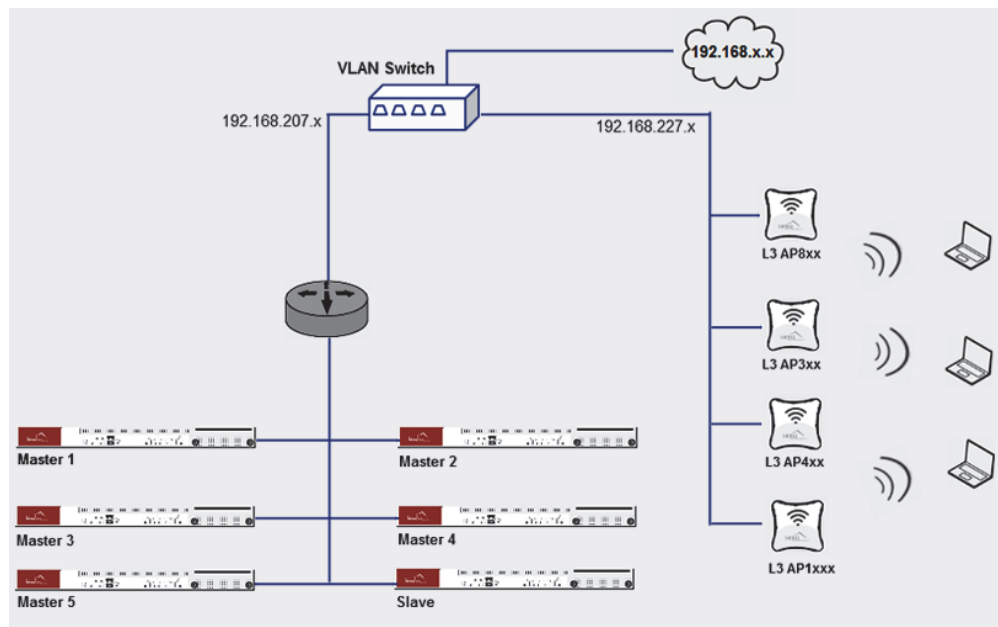 192.168.x.x
VLAN Switch
192.168.207.x
192.168.227.x
L3 AP8xx
L3 AP3xx
L3 AP4xx
L3 AP1xxx
Master 1
Master 2
Master 3
Master 4
Master 5
Slave